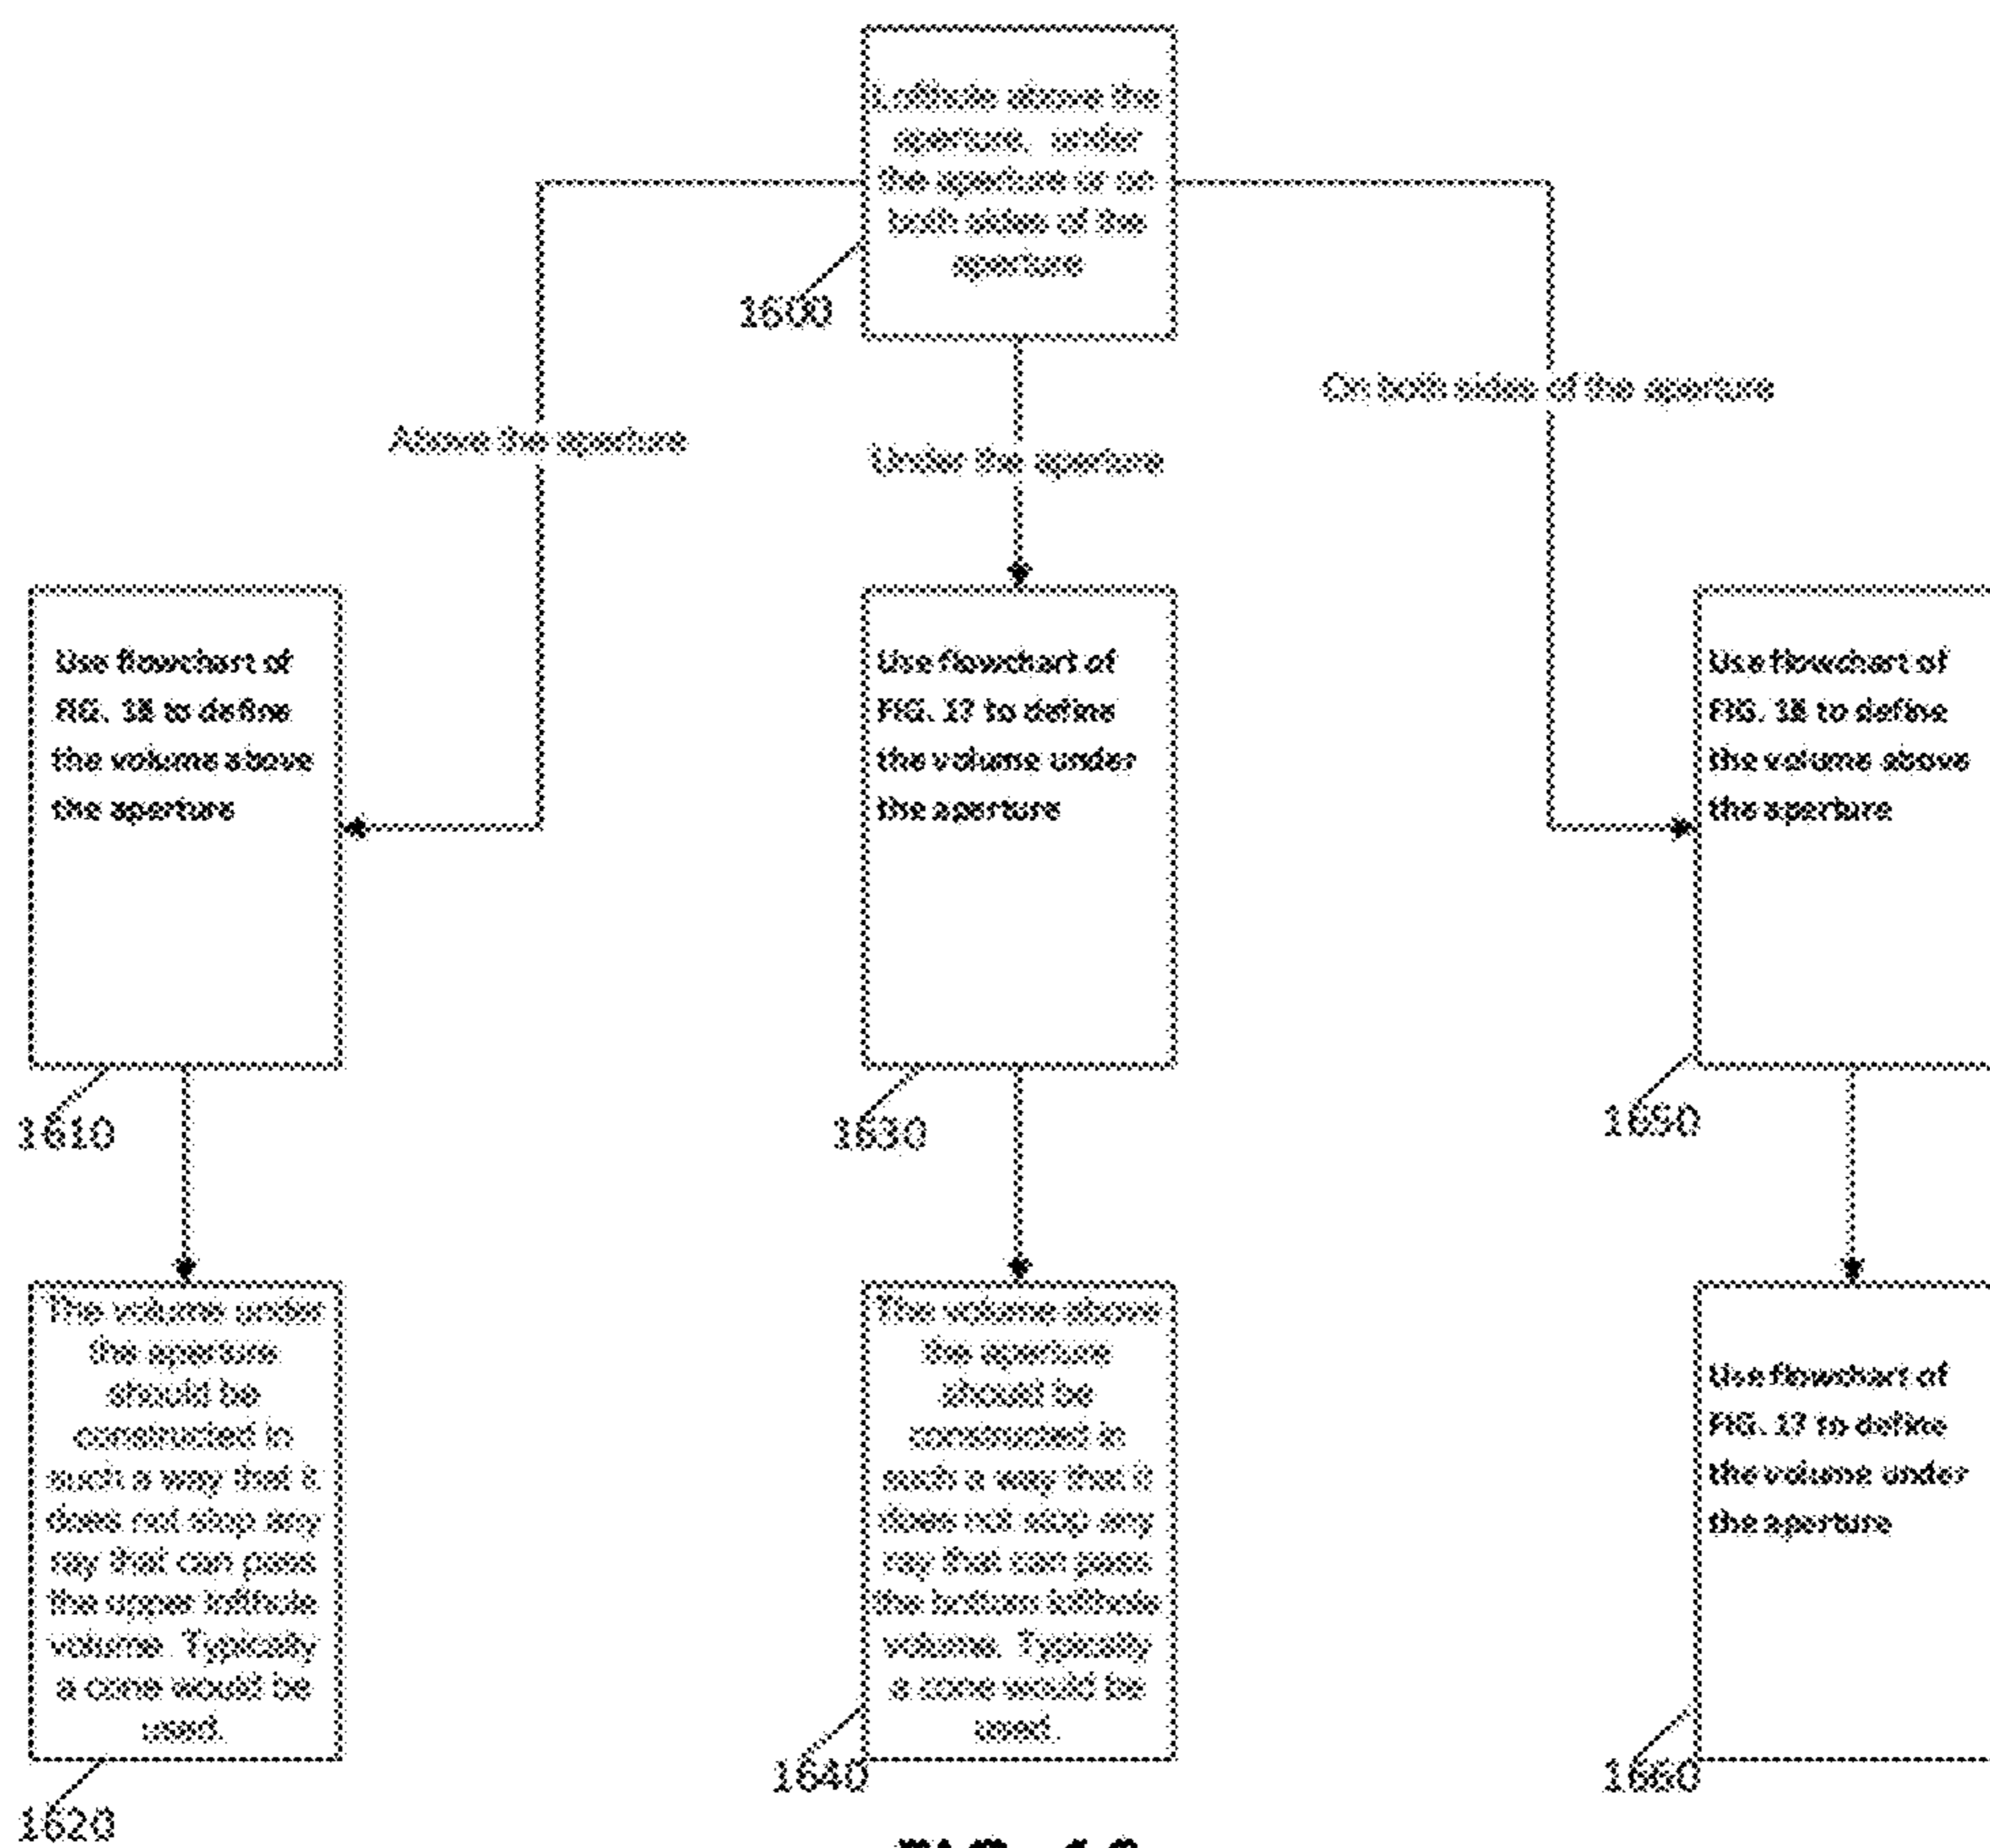 Lofthole above the
aperture, under
the aperture or on
both sides of the
aperture
1600
Above the aperture
Under the aperture
On both sides of the aperture
Use flowchart of
FIG. 18 to define
the volume above
the aperture
1610
Use flowchart of
FIG. 17 to define
the volume under
the aperture
1630
Use flowchart of
FIG. 18 to define
the volume above
the aperture
1650
The volume under
the aperture
should be
constructed in
such a way that it
does not stop any
ray that can pass
the upper lofthole
volume. Typically
a cone would be
used.
1620
The volume above
the aperture
should be
constructed in
such a way that it
does not stop any
ray that can pass
the bottom lofthole
volume. Typically
a cone would be
used.
1640
Use flowchart of
FIG. 17 to define
the volume under
the aperture
1660